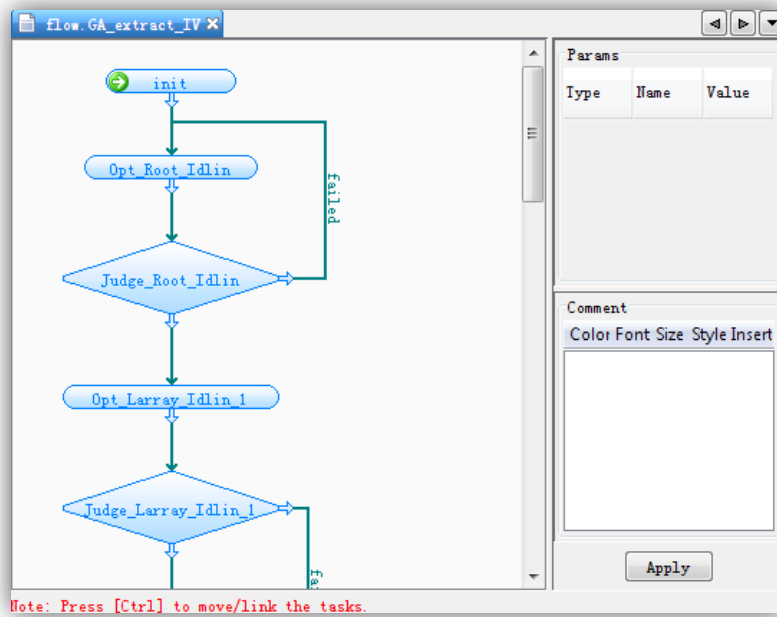 flow.GA_extract_IV
init
Opt_Root_Idlin
failed
Judge_Root_Idlin
Opt_Larray_Idlin_1
Judge_Larray_Idlin_1
Params
Type Name Value
Comment
Color Font Size Style Insert
Apply
Note: Press [Ctrl] to move/link the tasks.